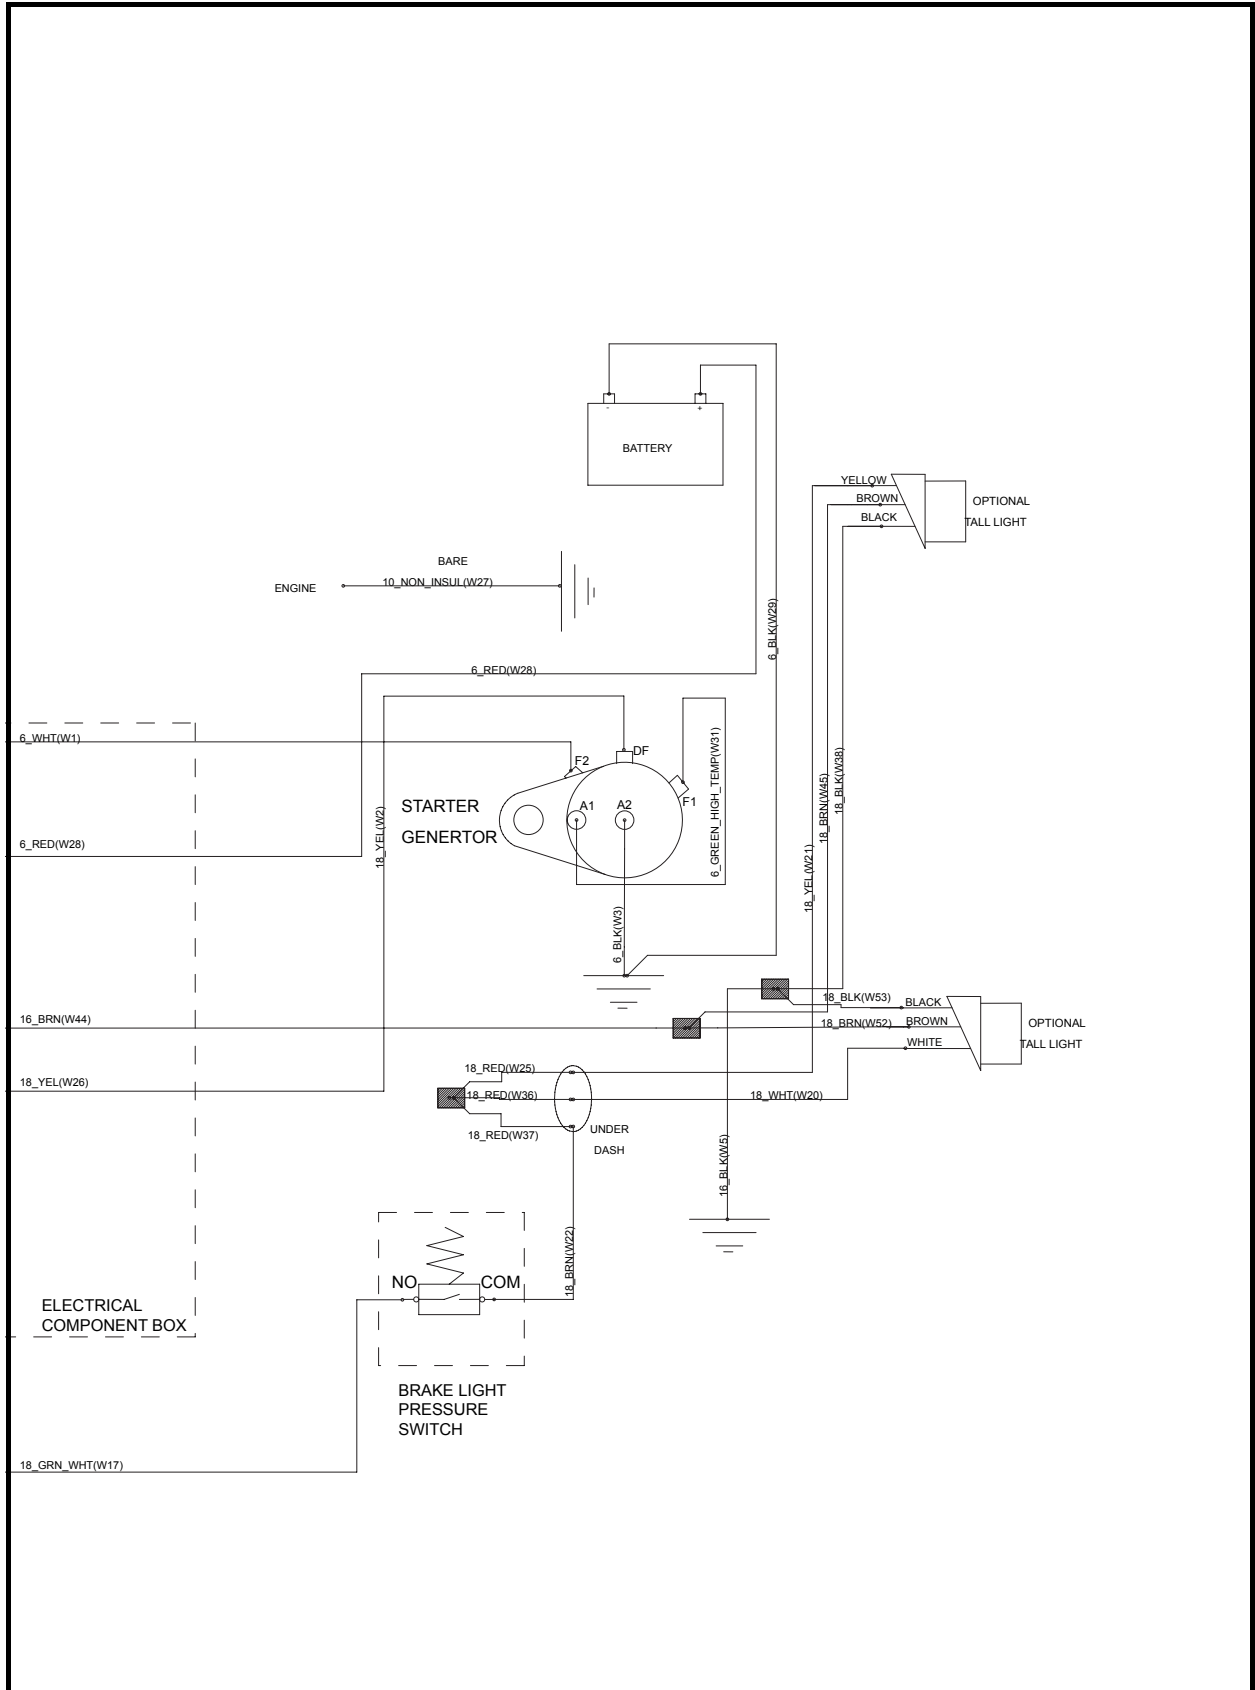 -
+
BATTERY
YELLOW
BROWN
BLACK
OPTIONAL
TALL LIGHT
BARE
ENGINE
10_NON_INSUL(W27)
6_BLK(W29)
6_RED(W28)
6_WHT(W1)
F2
DF
F1
A1
A2
STARTER
GENERTOR
6_GREEN_HIGH_TEMP(W31)
18_YEL(W2)
18_BLK(W38)
18_BRN(W45)
18_YEL(W21)
6_RED(W28)
6_BLK(W3)
18_BLK(W53)
BLACK
16_BRN(W44)
18_BRN(W52)
BROWN
OPTIONAL
WHITE
TALL LIGHT
18_YEL(W26)
18_RED(W25)
18_RED(W36)
18_WHT(W20)
18_RED(W37)
UNDER
DASH
16_BLK(W5)
18_BRN(W22)
NO
COM
ELECTRICAL
COMPONENT BOX
BRAKE LIGHT
PRESSURE
SWITCH
18_GRN_WHT(W17)